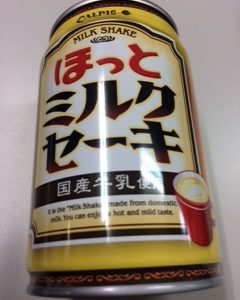 CALPIS
MILK SHAKE
ほっと
ミルク
セーキ
国産牛乳使
It is the "Milk Shake" made from domestic
milk. You can enjoy a hot and mild taste.